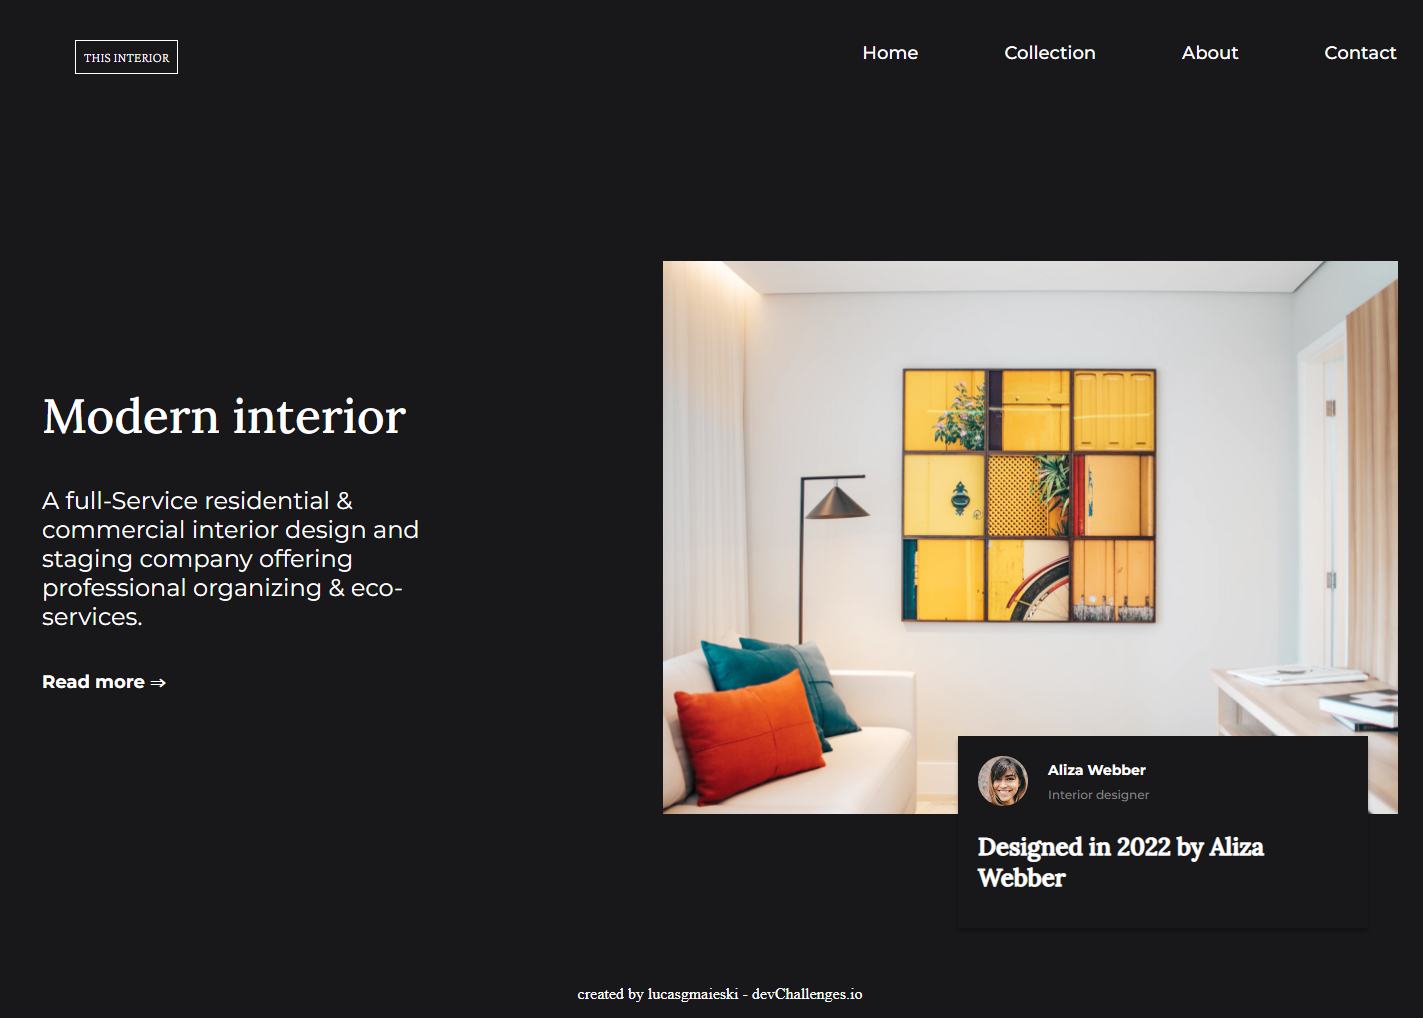 THIS INTERIOR
Home
Collection
About
Contact
Modern interior
A full-Service residential &
commercial interior design and
staging company offering
professional organizing & eco-
services.
Read more ⇒
Aliza Webber
Interior designer
Designed in 2022 by Aliza
Webber
created by lucasgmaieski - devChallenges.io